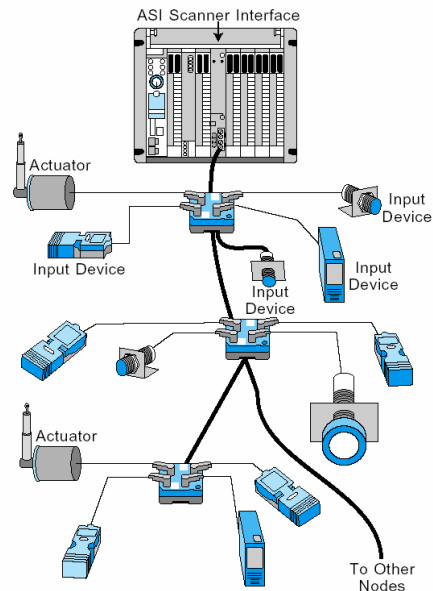 ASI Scanner Interface
Actuator
Input
Device
Input Device
Input
Device
Input
Device
Actuator
To Other
Nodes